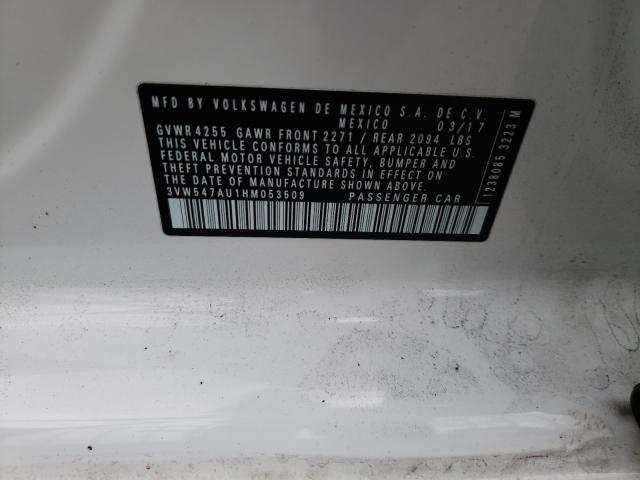 MFD BY VOLKSWAGEN DE MEXICO S.A. DE C.V.
MEXICO 03/17
GVWR 4255 GAWR FRONT 2271 / REAR 2094 LBS
THIS VEHICLE CONFORMS TO ALL APPLICABLE U.S.
FEDERAL MOTOR VEHICLE SAFETY, BUMPER AND
THEFT PREVENTION STANDARDS IN EFFECT ON
THE DATE OF MANUFACTURE SHOWN ABOVE.
3VW547AU1HM053509 PASSENGER CAR
1238085 3223 M